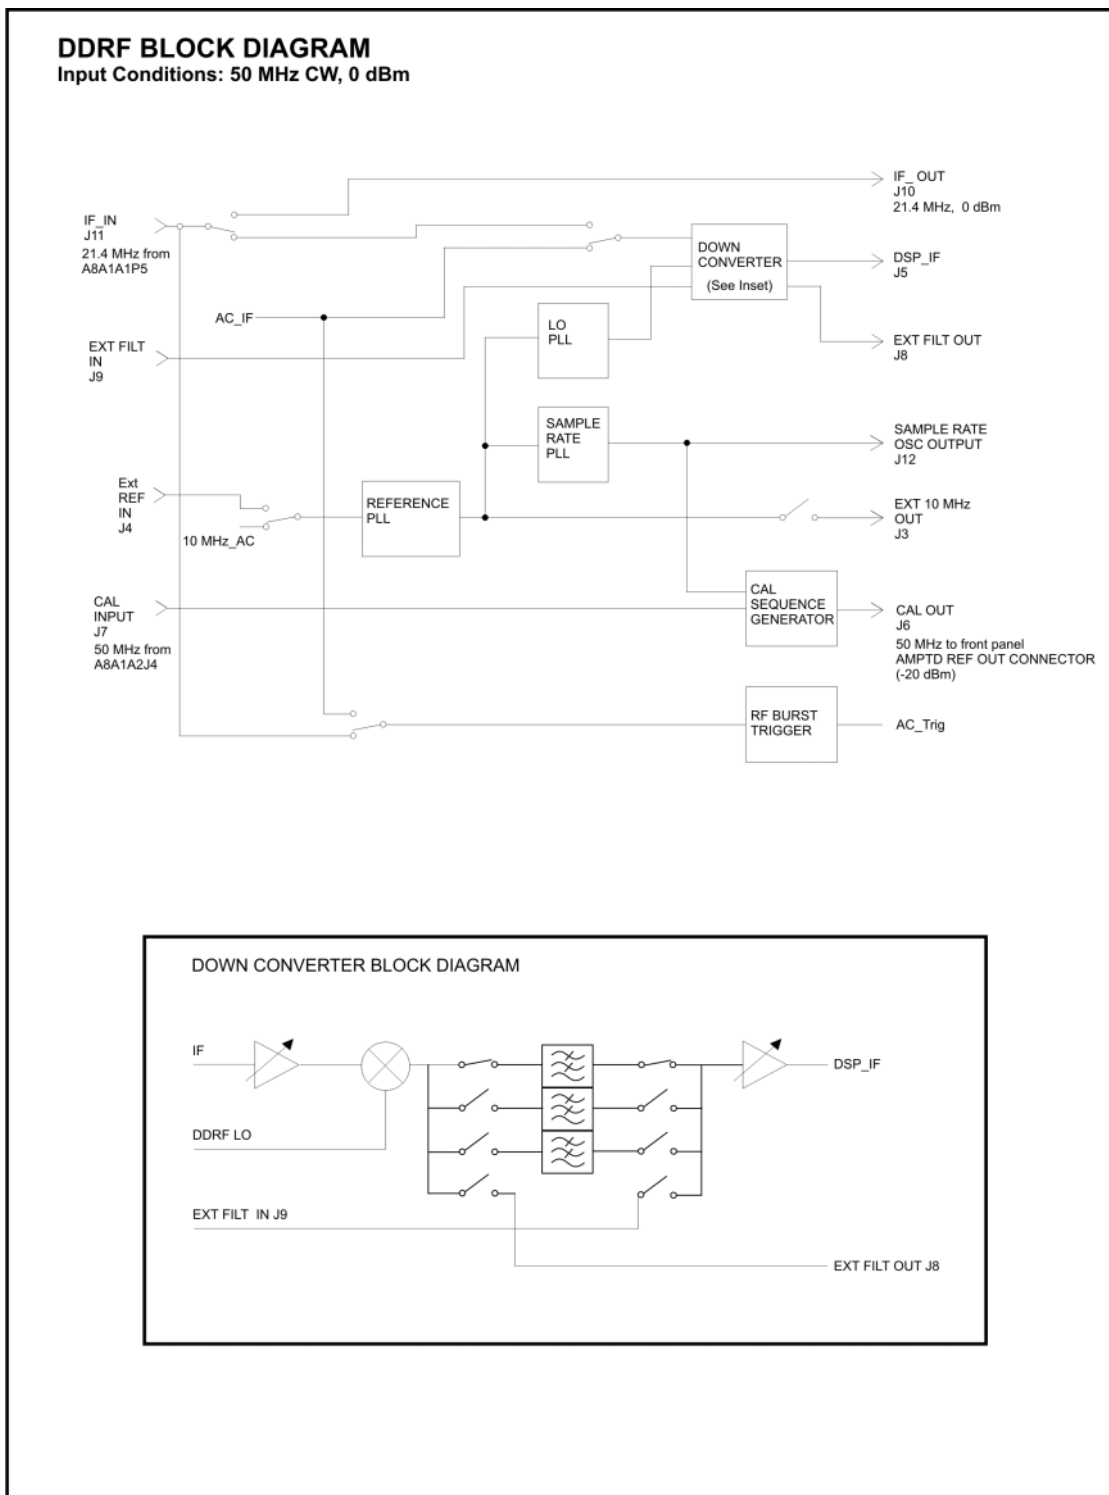 DDRF BLOCK DIAGRAM
Input Conditions: 50 MHz CW, 0 dBm
IF_IN
J11
21.4 MHz from
A8A1A1P5
IF_ OUT
J10
21.4 MHz, 0 dBm
DOWN
CONVERTER
(See Inset)
DSP_IF
J5
AC_IF
LO
PLL
EXT FILT
IN
J9
EXT FILT OUT
J8
SAMPLE
RATE
PLL
SAMPLE RATE
OSC OUTPUT
J12
Ext
REF
IN
J4
10 MHz_AC
REFERENCE
PLL
EXT 10 MHz
OUT
J3
CAL
INPUT
J7
50 MHz from
A8A1A2J4
CAL
SEQUENCE
GENERATOR
CAL OUT
J6
50 MHz to front panel
AMPTD REF OUT CONNECTOR
(-20 dBm)
RF BURST
TRIGGER
AC_Trig
DOWN CONVERTER BLOCK DIAGRAM
IF
DSP_IF
DDRF LO
EXT FILT IN J9
EXT FILT OUT J8